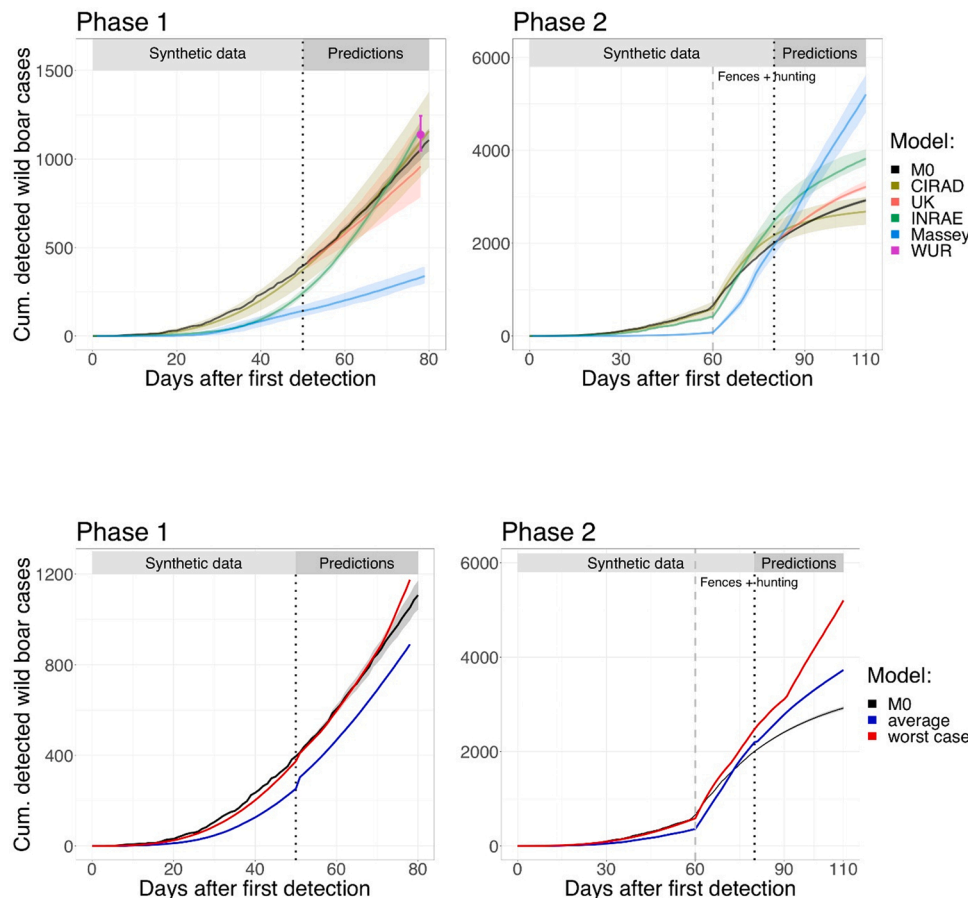 Phase 1
Synthetic data
Predictions
Cum. detected wild boar cases
1500
1000
500
0
0
20
40
60
80
Days after first detection
Phase 2
Synthetic data
Predictions
Fences + hunting
6000
4000
2000
0
0
30
60
90
110
Days after first detection
Model:
M0
CIRAD
UK
INRAE
Massey
WUR
Phase 1
Synthetic data
Predictions
Cum. detected wild boar cases
1200
800
400
0
0
20
40
60
80
Days after first detection
Phase 2
Synthetic data
Predictions
Fences + hunting
6000
4000
2000
0
0
30
60
90
110
Days after first detection
Model:
M0
average
worst case